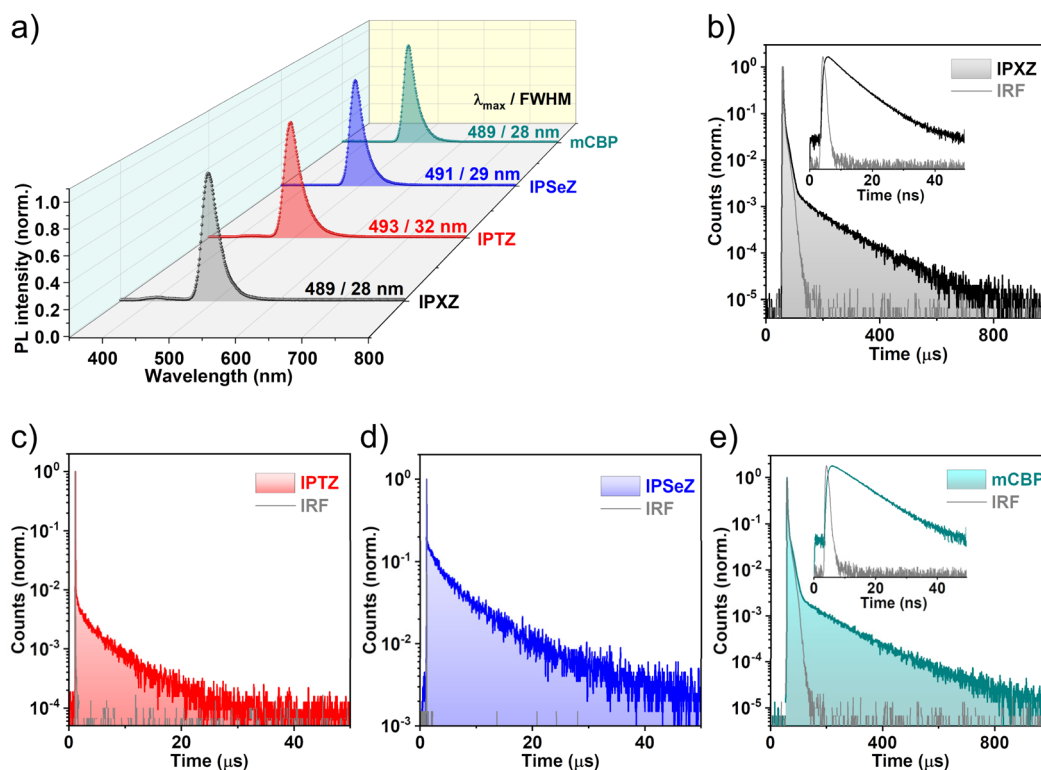 a)
λmax / FWHM
489 / 28 nm
mCBP
491 / 29 nm
IPSeZ
493 / 32 nm
IPTZ
489 / 28 nm
IPXZ
PL intensity (norm.)
1.0
0.8
0.6
0.4
0.2
0.0
400 500 600 700 800
Wavelength (nm)
b)
IPXZ
IRF
Counts (norm.)
10⁰
10⁻¹
10⁻²
10⁻³
10⁻⁴
10⁻⁵
0 20 40
Time (ns)
0 400 800
Time (μs)
c)
IPTZ
IRF
Counts (norm.)
10⁰
10⁻¹
10⁻²
10⁻³
10⁻⁴
0 20 40
Time (μs)
d)
IPSeZ
IRF
Counts (norm.)
10⁰
10⁻¹
10⁻²
10⁻³
0 20 40
Time (μs)
e)
mCBP
IRF
Counts (norm.)
10⁰
10⁻¹
10⁻²
10⁻³
10⁻⁴
10⁻⁵
0 20 40
Time (ns)
0 400 800
Time (μs)